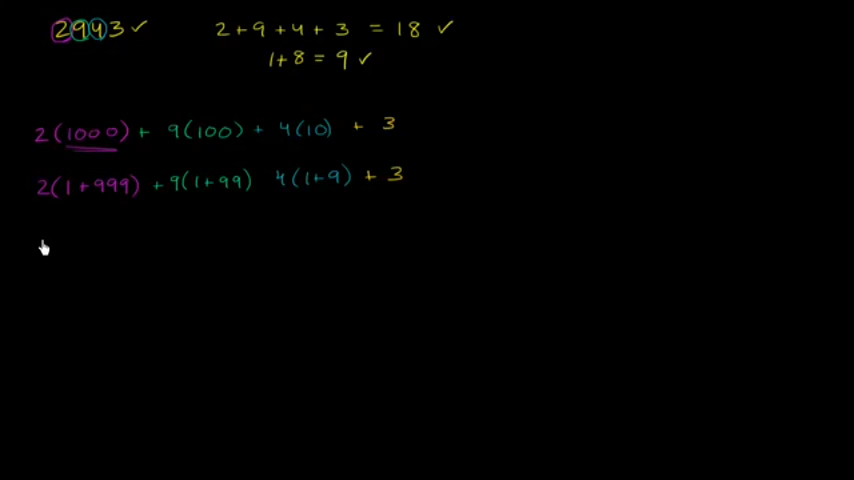 2943 ✓ 2 + 9 + 4 + 3 = 18 ✓
1 + 8 = 9 ✓
2(1000) + 9(100) + 4(10) + 3
2(1 + 999) + 9(1 + 99) 4(1 + 9) + 3